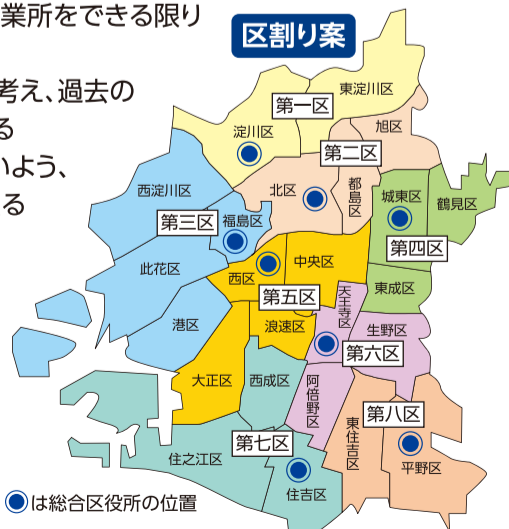 業所をできる限り
考え、過去の
る
いよう、
る
区割り案
東淀川区
第一区
淀川区
旭区
第二区
北区
都島区
西淀川区
第三区
福島区
城東区
鶴見区
第四区
此花区
西区
中央区
第五区
東成区
港区
浪速区
天王寺区
生野区
第六区
大正区
西成区
阿倍野区
第八区
東住吉区
第七区
住之江区
住吉区
平野区
は総合区役所の位置